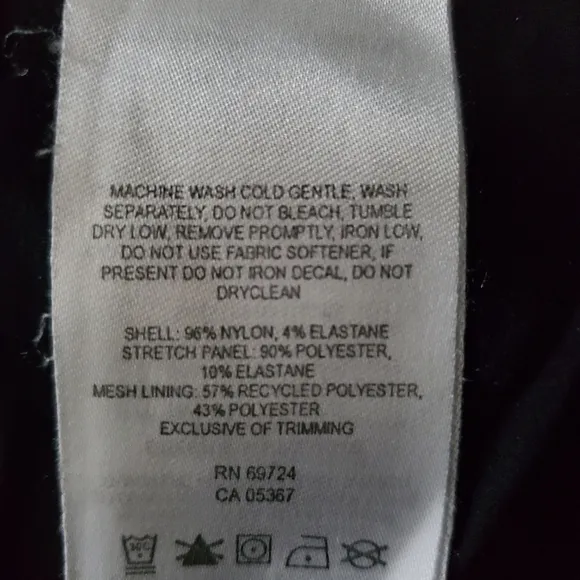 MACHINE WASH COLD GENTLE, WASH
SEPARATELY, DO NOT BLEACH, TUMBLE
DRY LOW, REMOVE PROMPTLY, IRON LOW,
DO NOT USE FABRIC SOFTENER, IF
PRESENT DO NOT IRON DECAL, DO NOT
DRYCLEAN
SHELL: 96% NYLON, 4% ELASTANE
STRETCH PANEL: 90% POLYESTER,
10% ELASTANE
MESH LINING: 57% RECYCLED POLYESTER,
43% POLYESTER
EXCLUSIVE OF TRIMMING
RN 69724
CA 05367
30C